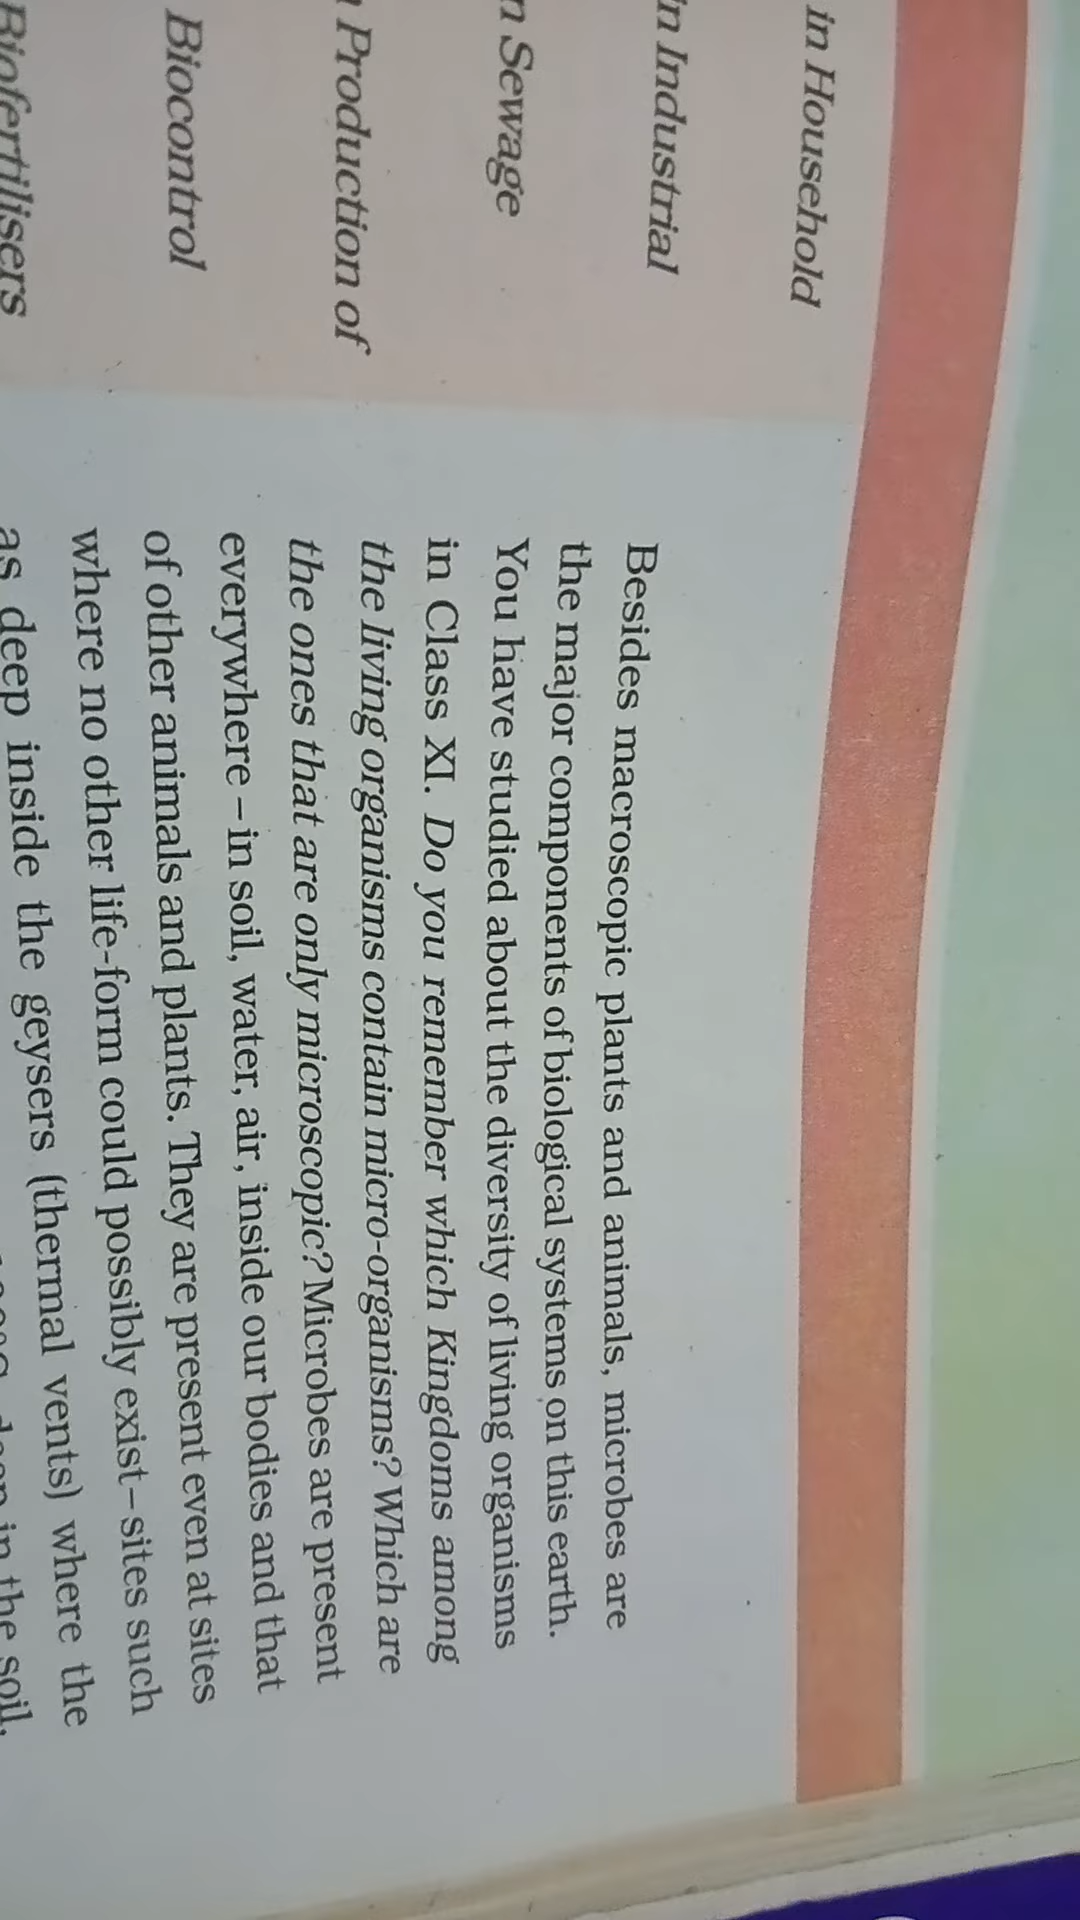 in Household
in Industrial
n Sewage
Production of
Biocontrol
Biofertilisers
Besides macroscopic plants and animals, microbes are
the major components of biological systems on this earth.
You have studied about the diversity of living organisms
in Class XI. Do you remember which Kingdoms among
the living organisms contain micro-organisms? Which are
the ones that are only microscopic? Microbes are present
everywhere – in soil, water, air, inside our bodies and that
of other animals and plants. They are present even at sites
where no other life-form could possibly exist–sites such
as deep inside the geysers (thermal vents) where the
in the soil,